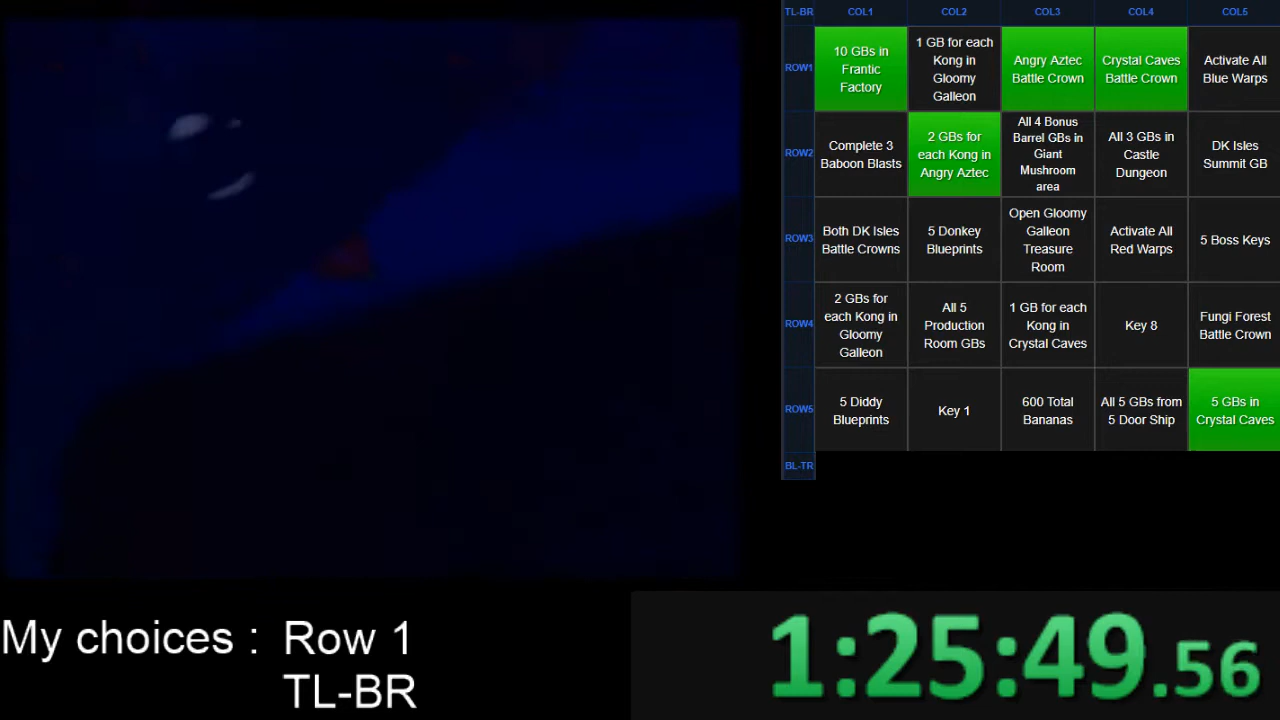 TL-BR COL1 COL2 COL3 COL4 COL5
ROW1
10 GBs in
Frantic
Factory
1 GB for each
Kong in
Gloomy
Galleon
Angry Aztec
Battle Crown
Crystal Caves
Battle Crown
Activate All
Blue Warps
ROW2
Complete 3
Baboon Blasts
2 GBs for
each Kong in
Angry Aztec
All 4 Bonus
Barrel GBs in
Giant
Mushroom
area
All 3 GBs in
Castle
Dungeon
DK Isles
Summit GB
ROW3
Both DK Isles
Battle Crowns
5 Donkey
Blueprints
Open Gloomy
Galleon
Treasure
Room
Activate All
Red Warps
5 Boss Keys
ROW4
2 GBs for
each Kong in
Gloomy
Galleon
All 5
Production
Room GBs
1 GB for each
Kong in
Crystal Caves
Key 8
Fungi Forest
Battle Crown
ROW5
5 Diddy
Blueprints
Key 1
600 Total
Bananas
All 5 GBs from
5 Door Ship
5 GBs in
Crystal Caves
BL-TR
My choices : Row 1
TL-BR
1:25:49.56